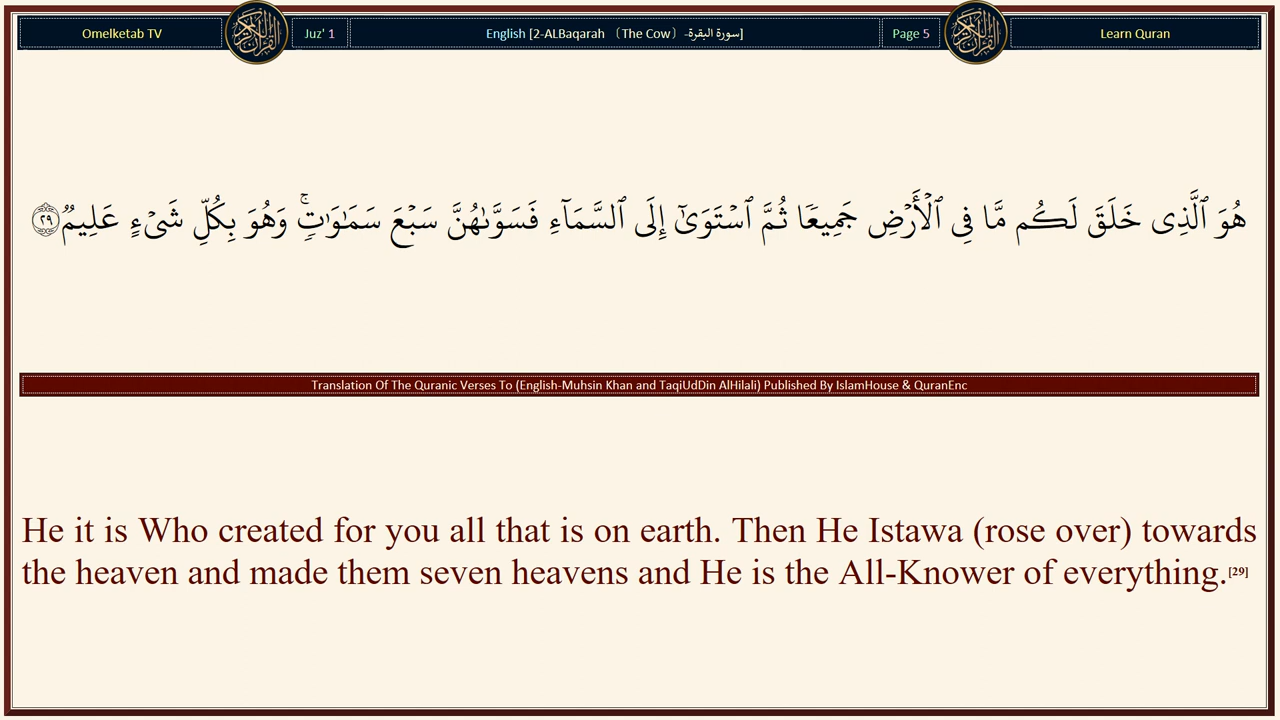 Omelketab TV
Juz' 1
English [2-ALBaqarah （The Cow） -سورة البقرة]
Page 5
Learn Quran
هُوَ ٱلَّذِى خَلَقَ لَكُم مَّا فِى ٱلْأَرْضِ جَمِيعًا ثُمَّ ٱسْتَوَىٰٓ إِلَى ٱلسَّمَآءِ فَسَوَّىٰهُنَّ سَبْعَ سَمَـٰوَٰتٍۢ ۚ وَهُوَ بِكُلِّ شَىْءٍ عَلِيمٌۭ ٢٩
Translation Of The Quranic Verses To (English-Muhsin Khan and TaqiUdDin AlHilali) Published By IslamHouse & QuranEnc
He it is Who created for you all that is on earth. Then He Istawa (rose over) towards
the heaven and made them seven heavens and He is the All-Knower of everything.[29]